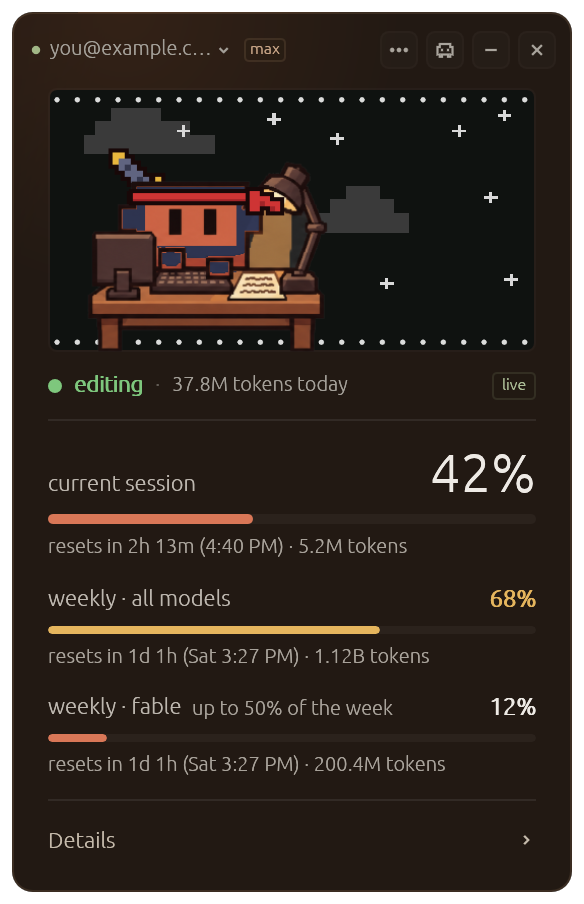 you@example.c… max
editing · 37.8M tokens today live
current session 42%
resets in 2h 13m (4:40 PM) · 5.2M tokens
weekly · all models 68%
resets in 1d 1h (Sat 3:27 PM) · 1.12B tokens
weekly · fable up to 50% of the week 12%
resets in 1d 1h (Sat 3:27 PM) · 200.4M tokens
Details